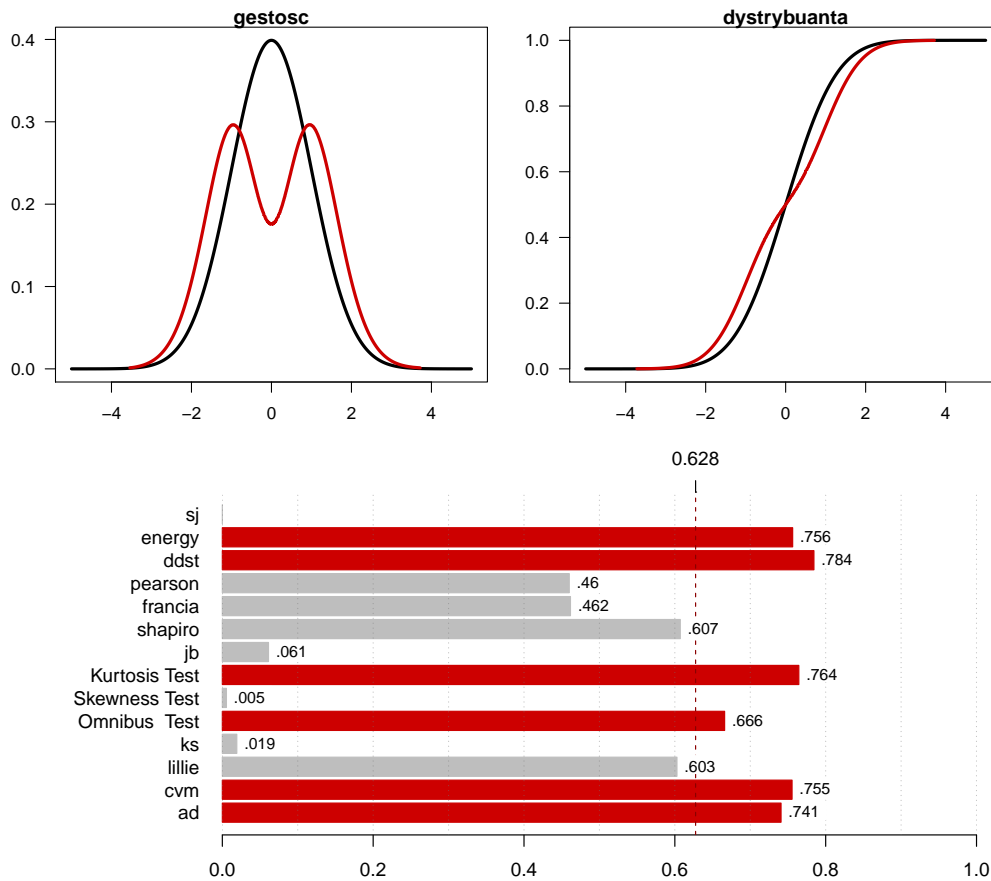 gestosc
0.4
0.3
0.2
0.1
0.0
−4 −2 0 2 4
dystrybuanta
1.0
0.8
0.6
0.4
0.2
0.0
−4 −2 0 2 4
0.628
sj
energy .756
ddst .784
pearson .46
francia .462
shapiro .607
jb .061
Kurtosis Test .764
Skewness Test .005
Omnibus  Test .666
ks .019
lillie .603
cvm .755
ad .741
0.0 0.2 0.4 0.6 0.8 1.0